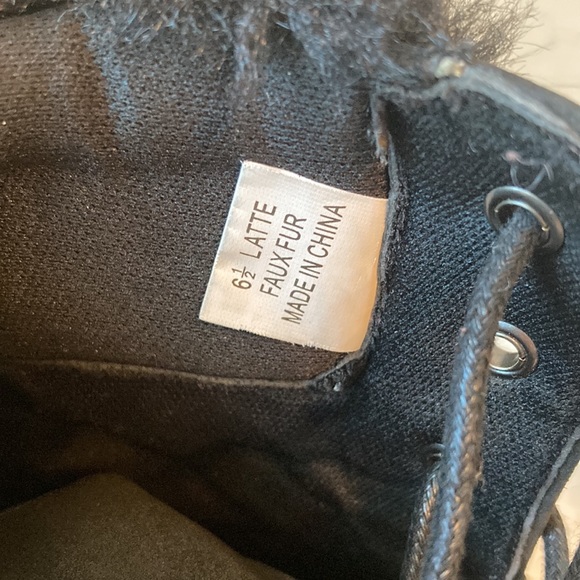 6½ LATTE
FAUX FUR
MADE IN CHINA